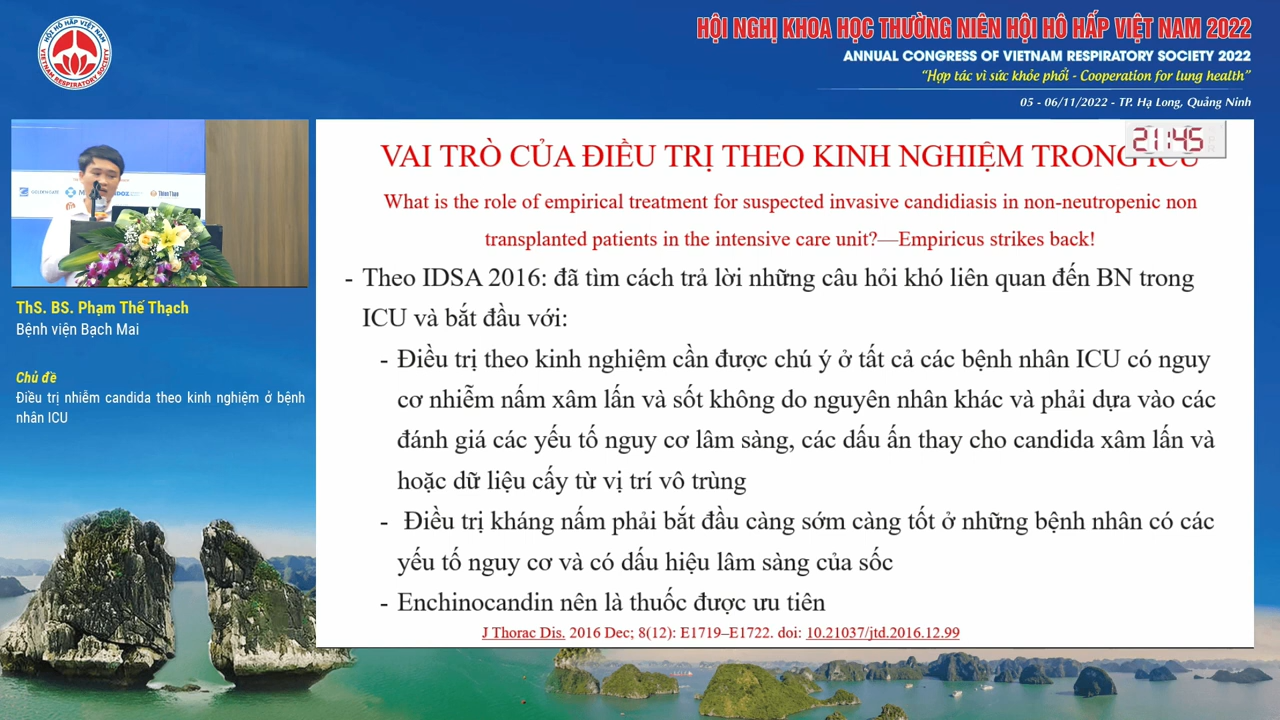 HỘI HÔ HẤP VIỆT NAM
VIETNAM RESPIRATORY SOCIETY
HỘI NGHỊ KHOA HỌC THƯỜNG NIÊN HỘI HÔ HẤP VIỆT NAM 2022
ANNUAL CONGRESS OF VIETNAM RESPIRATORY SOCIETY 2022
“Hợp tác vì sức khỏe phổi - Cooperation for lung health”
05 - 06/11/2022 - TP. Hạ Long, Quảng Ninh
ThS. BS. Phạm Thế Thạch
Bệnh viện Bạch Mai
Chủ đề
Điều trị nhiễm candida theo kinh nghiệm ở bệnh
nhân ICU
21:45
VAI TRÒ CỦA ĐIỀU TRỊ THEO KINH NGHIỆM TRONG ICU
What is the role of empirical treatment for suspected invasive candidiasis in non-neutropenic non
transplanted patients in the intensive care unit?—Empiricus strikes back!
- Theo IDSA 2016: đã tìm cách trả lời những câu hỏi khó liên quan đến BN trong
ICU và bắt đầu với:
- Điều trị theo kinh nghiệm cần được chú ý ở tất cả các bệnh nhân ICU có nguy
cơ nhiễm nấm xâm lấn và sốt không do nguyên nhân khác và phải dựa vào các
đánh giá các yếu tố nguy cơ lâm sàng, các dấu ấn thay cho candida xâm lấn và
hoặc dữ liệu cấy từ vị trí vô trùng
- Điều trị kháng nấm phải bắt đầu càng sớm càng tốt ở những bệnh nhân có các
yếu tố nguy cơ và có dấu hiệu lâm sàng của sốc
- Enchinocandin nên là thuốc được ưu tiên
J Thorac Dis. 2016 Dec; 8(12): E1719–E1722. doi: 10.21037/jtd.2016.12.99